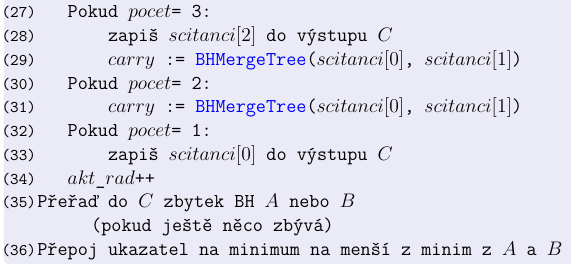 (27) Pokud pocet= 3:
(28) zapiš scitanci[2] do výstupu C
(29) carry := BHMergeTree(scitanci[0], scitanci[1])
(30) Pokud pocet= 2:
(31) carry := BHMergeTree(scitanci[0], scitanci[1])
(32) Pokud pocet= 1:
(33) zapiš scitanci[0] do výstupu C
(34) akt_rad++
(35)Přeřaď do C zbytek BH A nebo B
(pokud ještě něco zbývá)
(36)Přepoj ukazatel na minimum na menší z minim z A a B